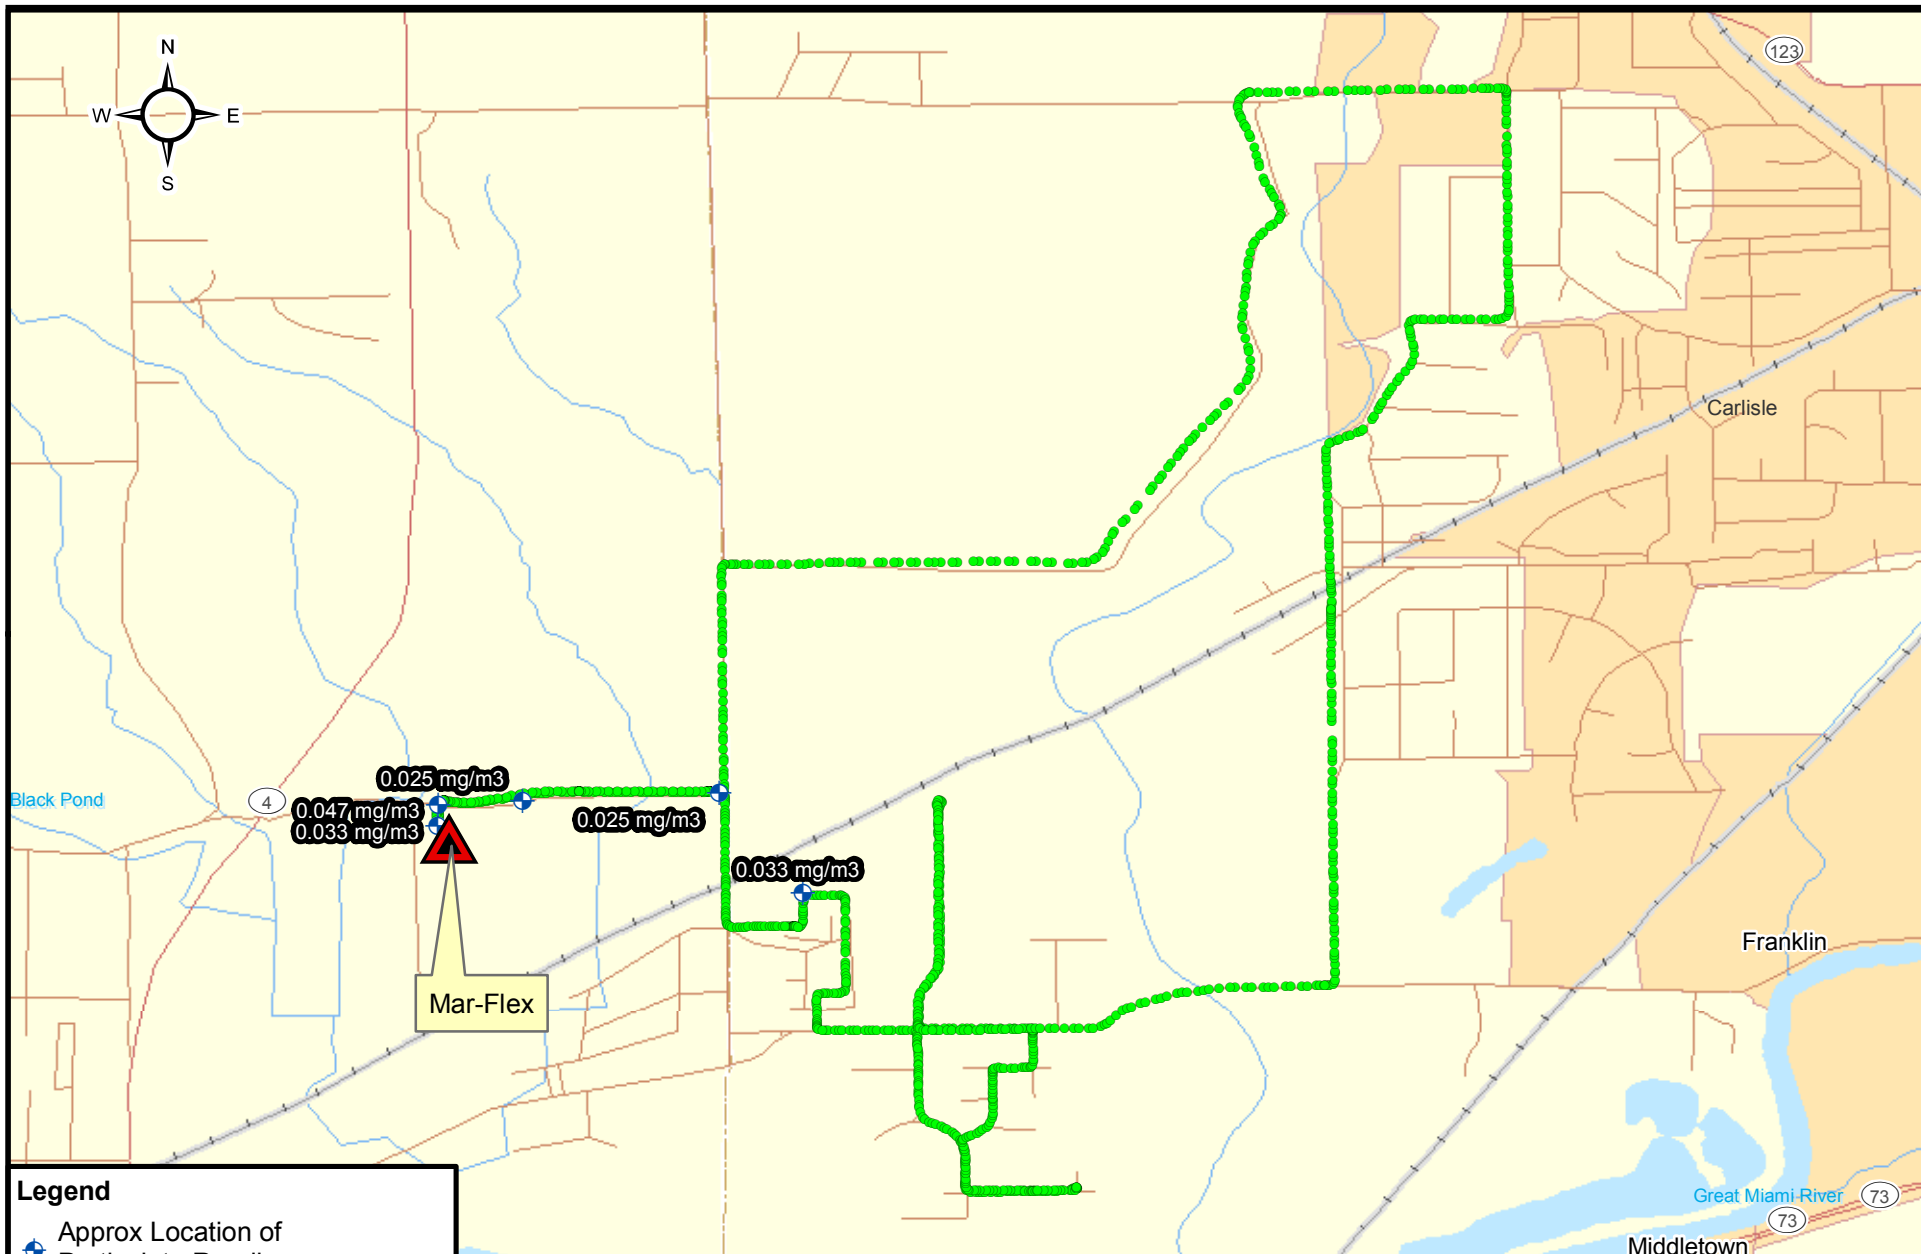 N
W E
S
123
Carlisle
0.025 mg/m3
Black Pond
4
0.047 mg/m3
0.033 mg/m3
0.025 mg/m3
0.033 mg/m3
Franklin
Mar-Flex
Legend
Approx Location of
Great Miami River
73
73
Middletown